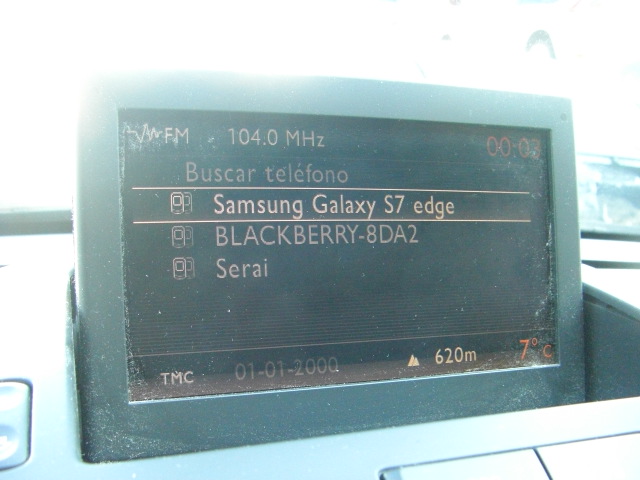 FM 104.0 MHz 00:03
Buscar teléfono
Samsung Galaxy S7 edge
BLACKBERRY-8DA2
Serai
TMC 01-01-2000 620m 7° C